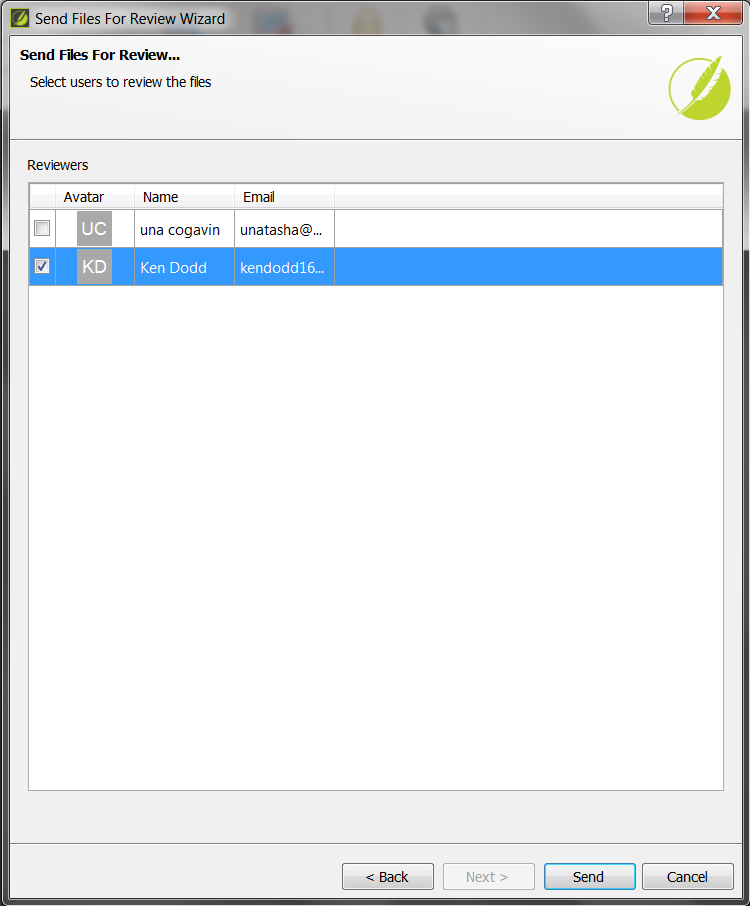 Send Files For Review Wizard
?
Send Files For Review...
Select users to review the files
Reviewers
Avatar Name Email
UC una cogavin unatasha@...
KD Ken Dodd kendodd16...
< Back Next > Send Cancel